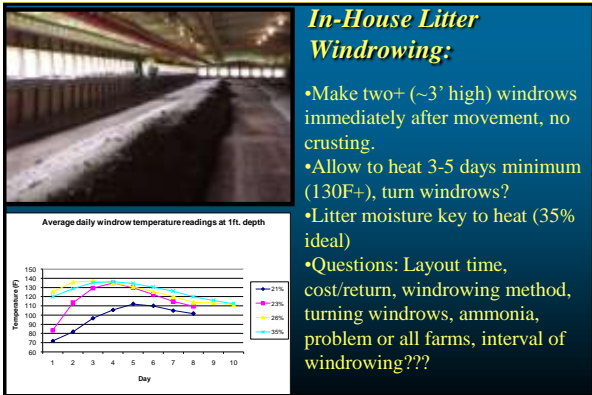 In-House Litter
Windrowing:
•Make two+ (~3’ high) windrows
immediately after movement, no
crusting.
•Allow to heat 3-5 days minimum
(130F+), turn windrows?
•Litter moisture key to heat (35%
ideal)
•Questions: Layout time,
cost/return, windrowing method,
turning windrows, ammonia,
problem or all farms, interval of
windrowing???
Average daily windrow temperature readings at 1ft. depth
Temperature (F)
150
140
130
120
110
100
90
80
70
60
1 2 3 4 5 6 7 8 9 10
Day
21%
23%
26%
35%